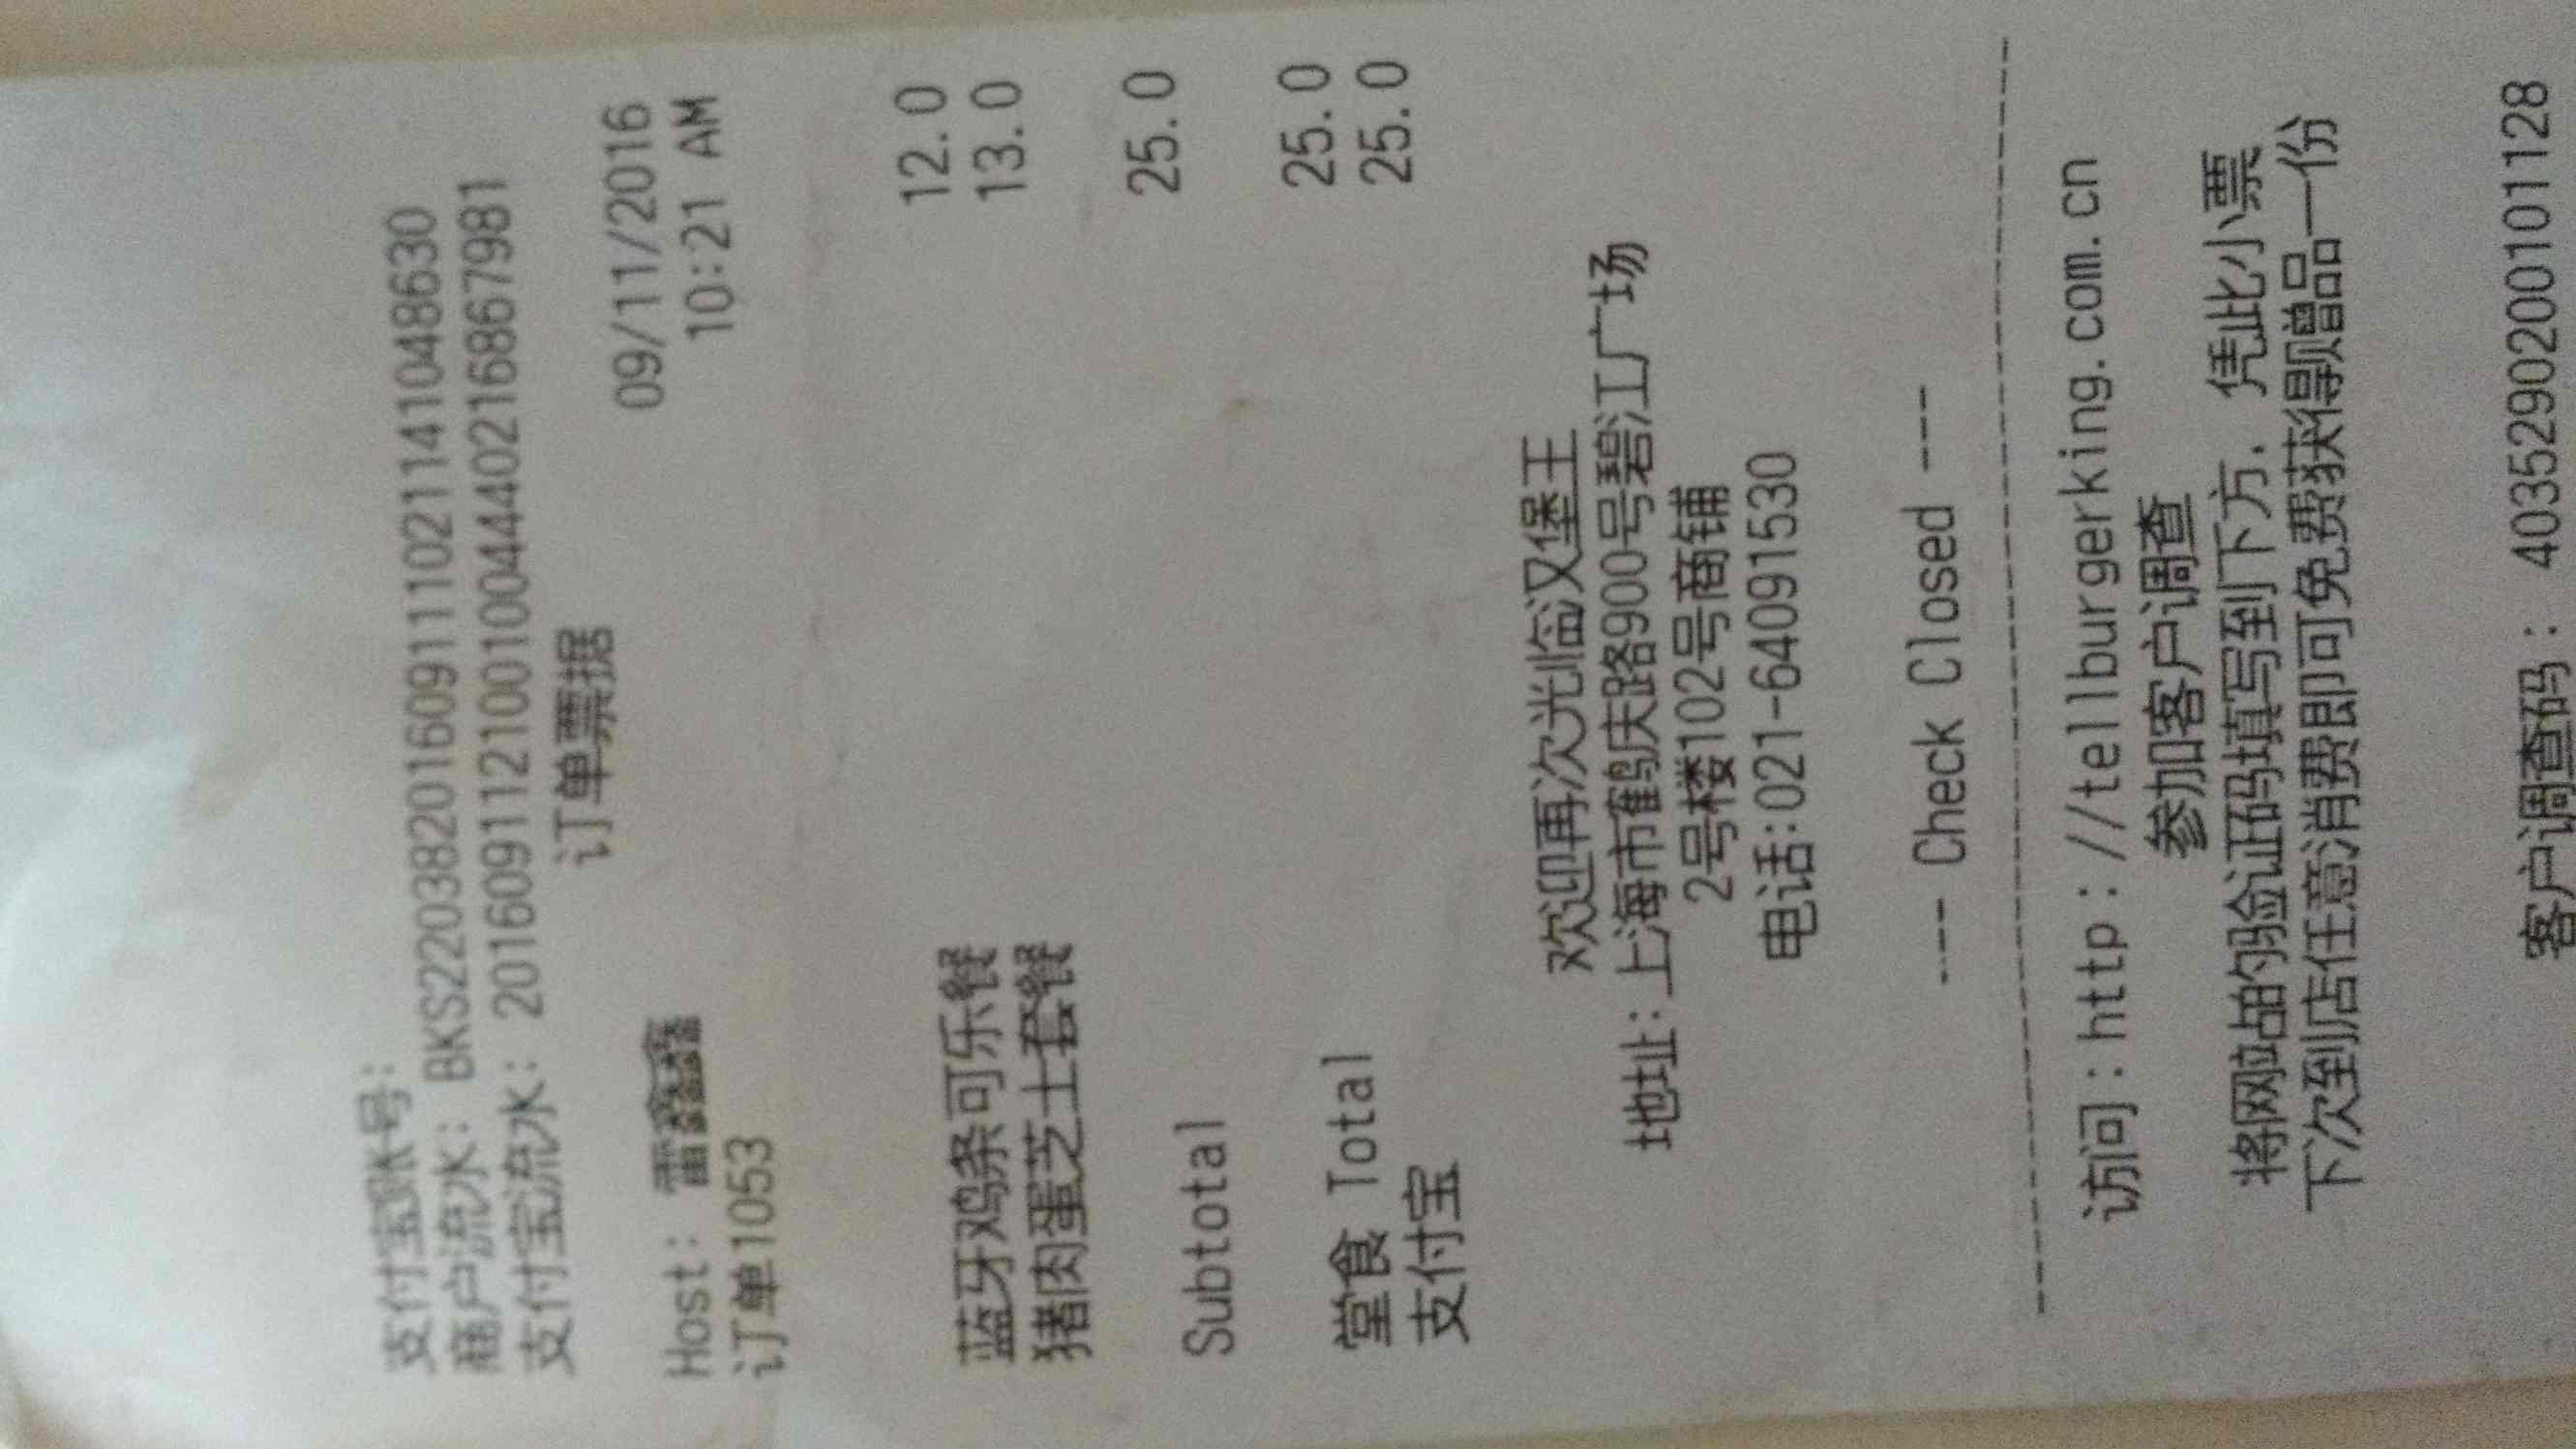 支付宝账号:
商户流水: BKS22038201609111021141048630
支付宝流水: 2016091121001004440216867981
订单票据
Host: 雷鑫鑫 09/11/2016
订单1053 10:21 AM
蓝牙鸡条可乐餐 12.0
猪肉蛋芝士套餐 13.0
Subtotal 25.0
堂食 Total 25.0
支付宝 25.0
欢迎再次光临汉堡王
地址:上海市鹤庆路900号碧江广场
2号楼102号商铺
电话:021-64091530
--- Check Closed ---
访问:http://tellburgerking.com.cn
参加客户调查
将网站的验证码填写到下方, 凭此小票
下次到店任意消费即可免费获得赠品一份
客户调查码: 4035290200101128